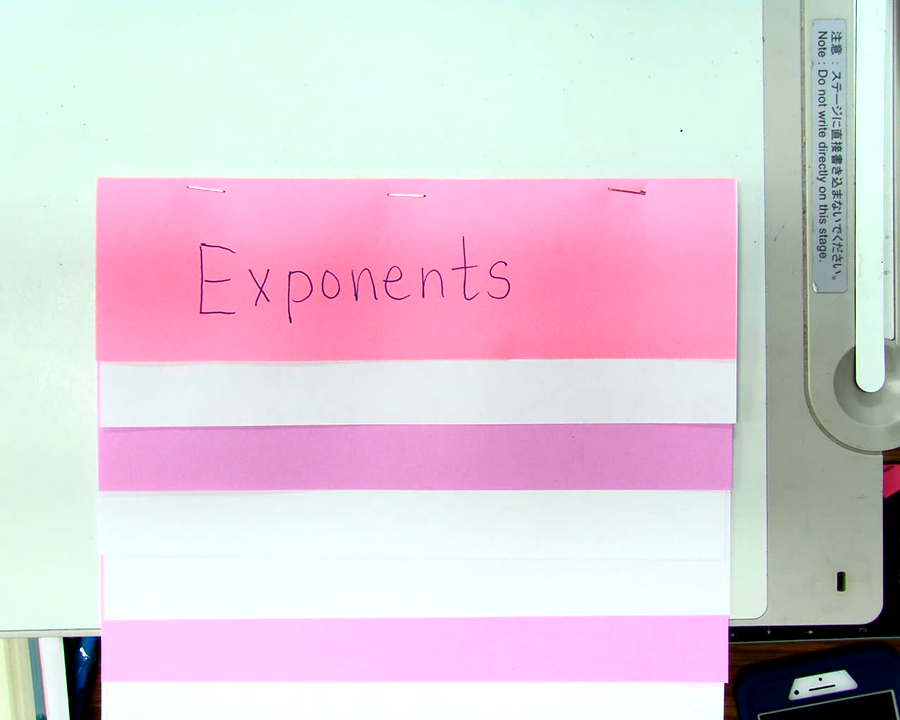 Exponents
注意：ステージに直接書き込まないでください。
Note : Do not write directly on this stage.